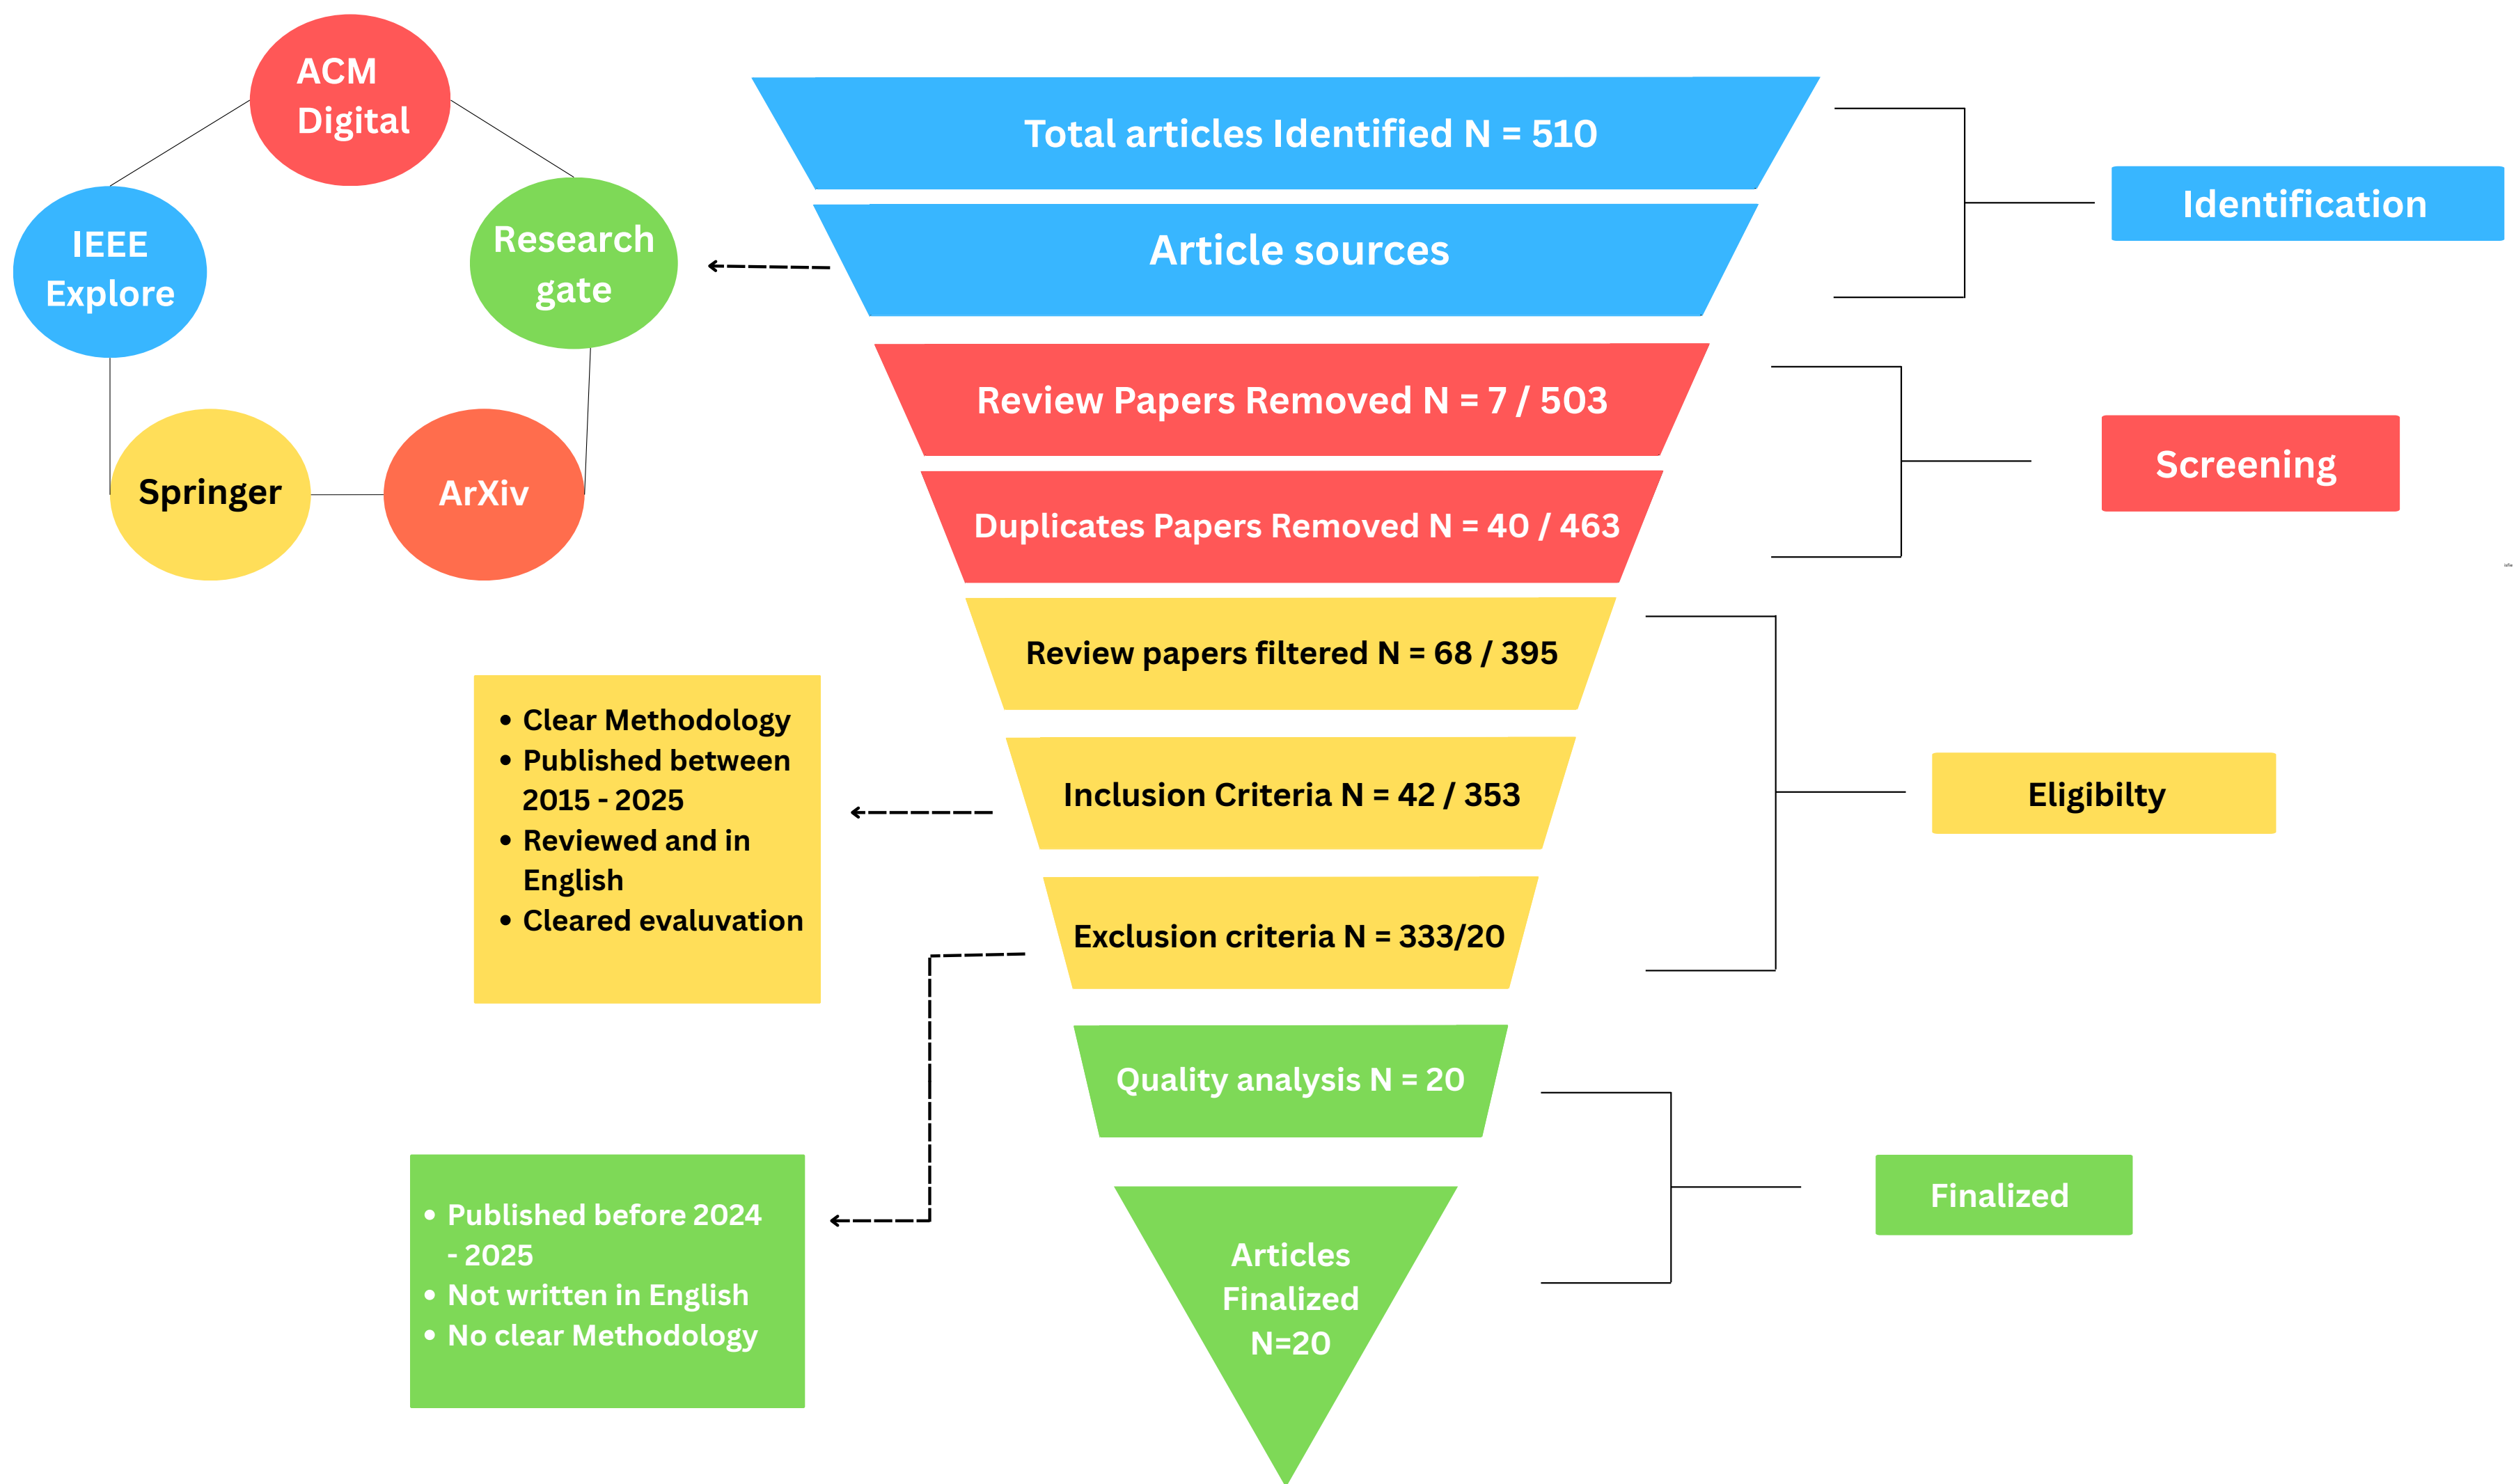 ACM
Digital
IEEE
Explore
Research
gate
Springer
ArXiv
Total articles Identified N = 510
Article sources
Identification
Review Papers Removed N = 7 / 503
Duplicates Papers Removed N = 40 / 463
Screening
Review papers filtered N = 68 / 395
Inclusion Criteria N = 42 / 353
Exclusion criteria N = 333/20
Eligibilty
• Clear Methodology
• Published between
2015 - 2025
• Reviewed and in
English
• Cleared evaluvation
Quality analysis N = 20
Articles
Finalized
N=20
Finalized
• Published before 2024
- 2025
• Not written in English
• No clear Methodology